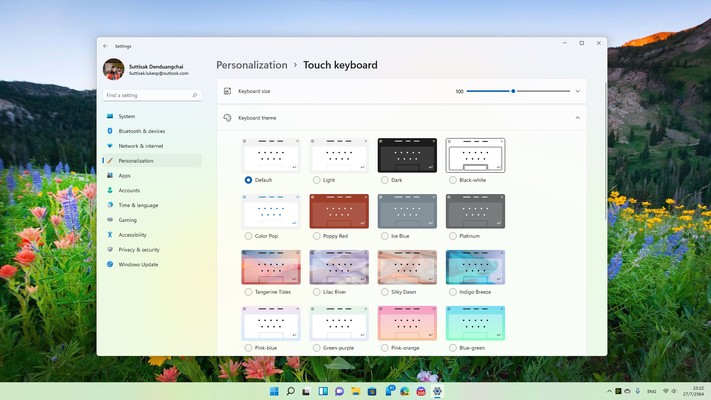 Settings
Suttisak Denduangchai
Suttisak.lukesp@outlook.com
Find a setting
System
Bluetooth & devices
Network & internet
Personalization
Apps
Accounts
Time & language
Gaming
Accessibility
Privacy & security
Windows Update
Personalization > Touch keyboard
Keyboard size
100
Keyboard theme
Default
Light
Dark
Black-white
Color Pop
Poppy Red
Ice Blue
Platinum
Tangerine Tides
Lilac River
Silky Dawn
Indigo Breeze
Pink-blue
Green-purple
Pink-orange
Blue-green
ENG
23:22
27/7/2564